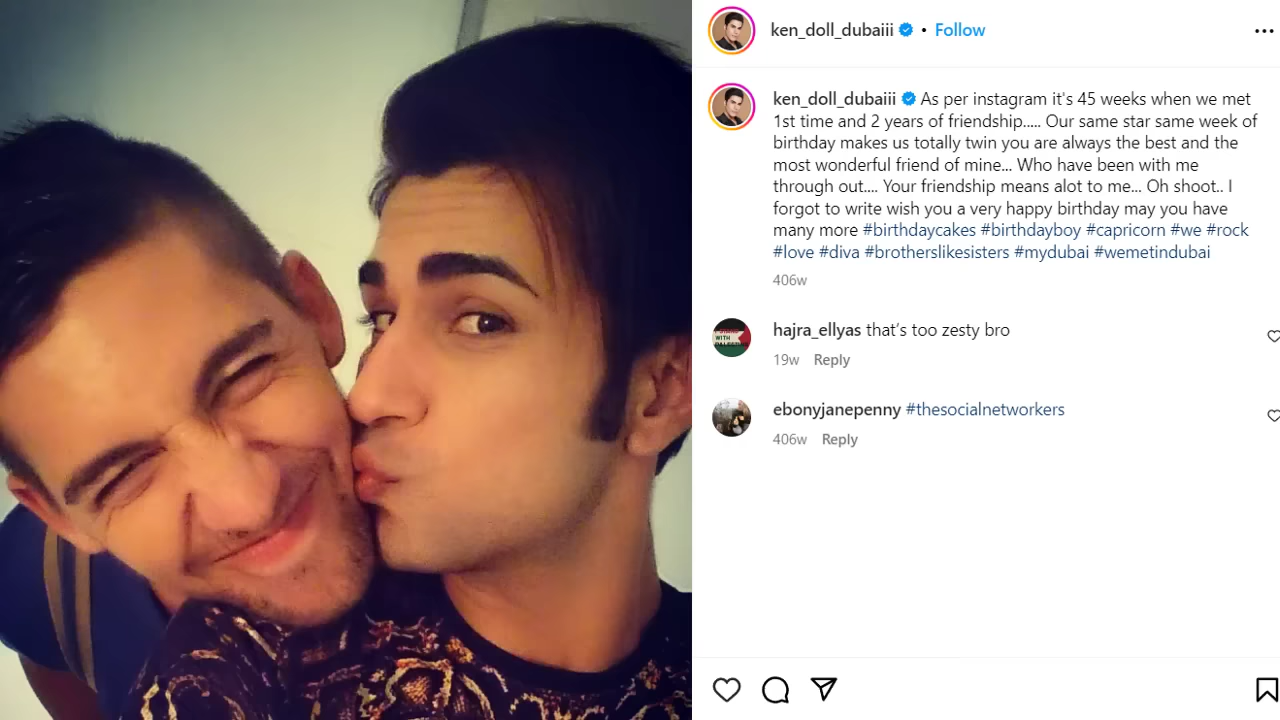 ken_doll_dubaiii • Follow
ken_doll_dubaiii As per instagram it's 45 weeks when we met
1st time and 2 years of friendship..... Our same star same week of
birthday makes us totally twin you are always the best and the
most wonderful friend of mine... Who have been with me
through out.... Your friendship means alot to me... Oh shoot.. I
forgot to write wish you a very happy birthday may you have
many more #birthdaycakes #birthdayboy #capricorn #we #rock
#love #diva #brotherslikesisters #mydubai #wemetindubai
406w
hajra_ellyas that’s too zesty bro
19w Reply
ebonyjanepenny #thesocialnetworkers
406w Reply